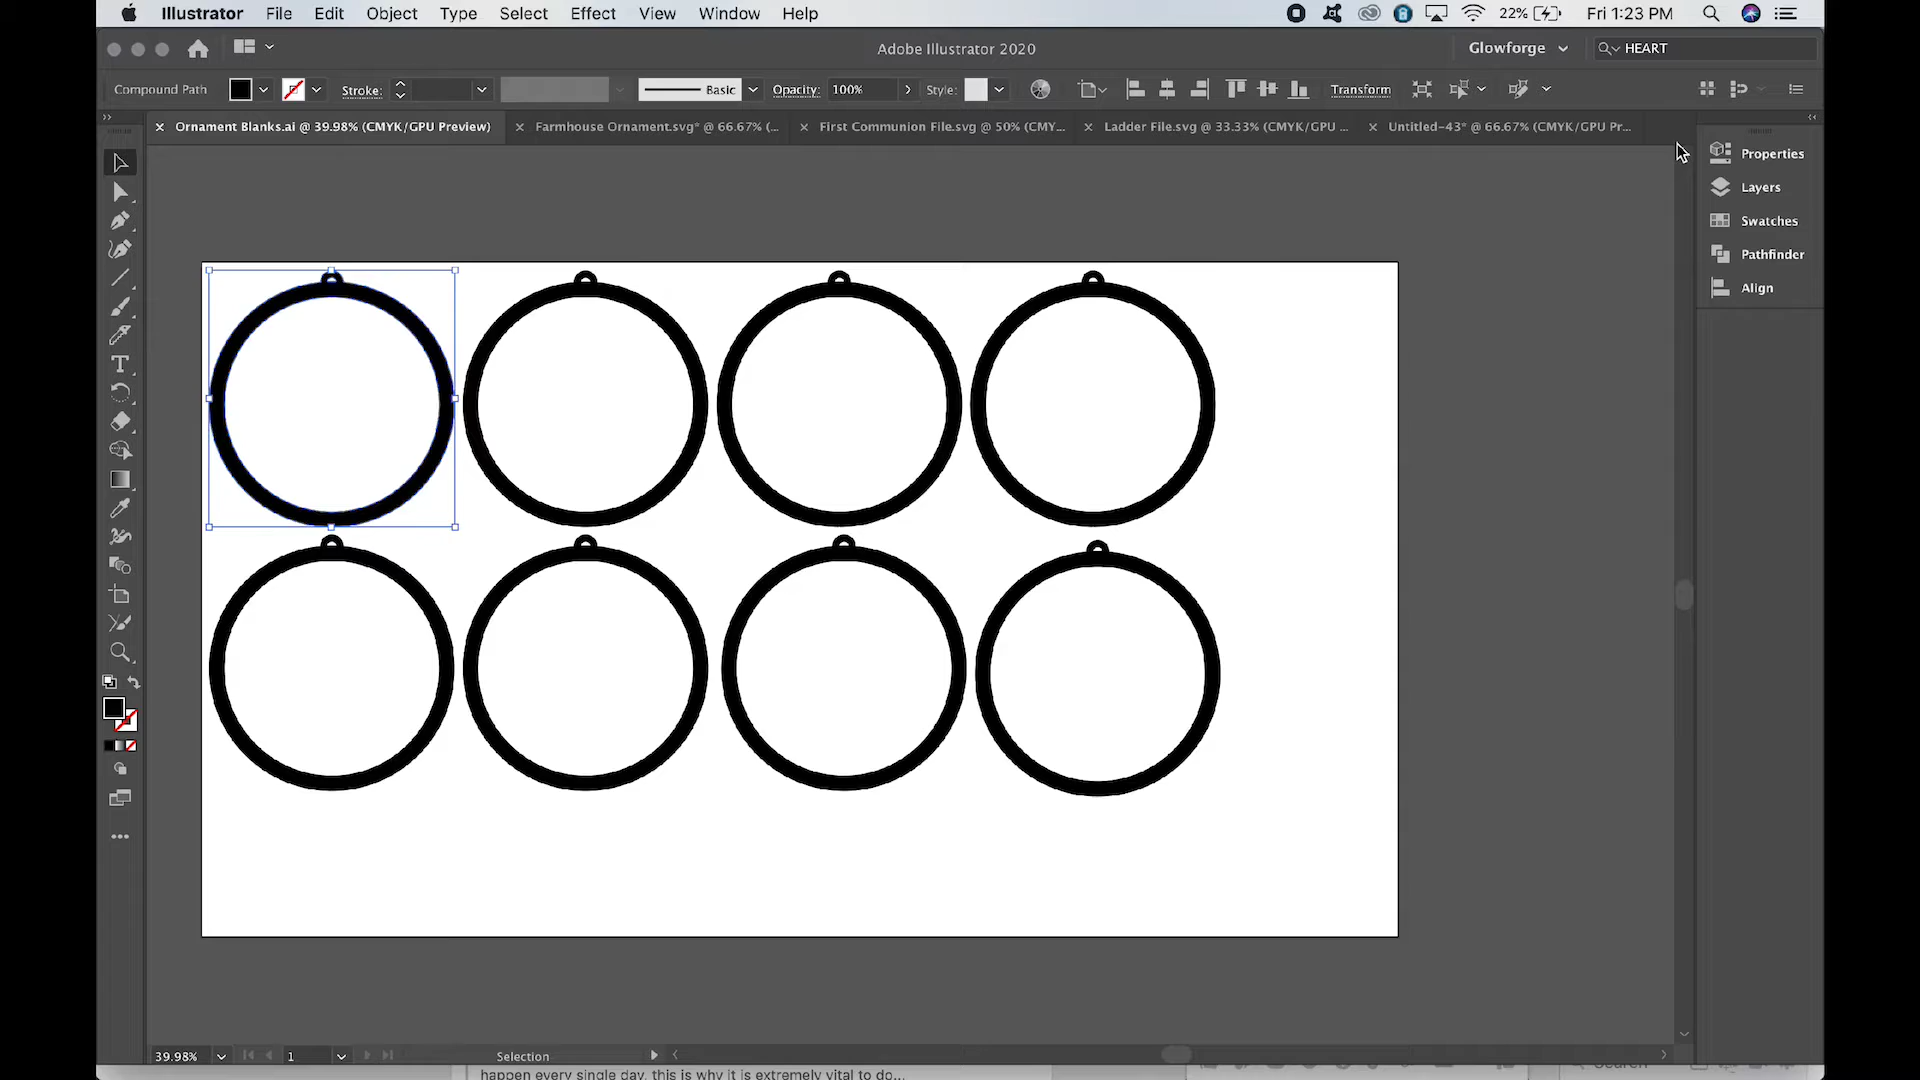 Illustrator File Edit Object Type Select Effect View Window Help 22% Fri 1:23 PM
Adobe Illustrator 2020 Glowforge HEART
Compound Path Stroke: Basic Opacity: 100% Style: Transform
Ornament Blanks.ai @ 39.98% (CMYK/GPU Preview) Farmhouse Ornament.svg* @ 66.67% (... First Communion File.svg @ 50% (CMY... Ladder File.svg @ 33.33% (CMYK/GPU ... Untitled-43* @ 66.67% (CMYK/GPU Pr...
Properties
Layers
Swatches
Pathfinder
Align
39.98% 1 Selection
happen every single day, this is why it is extremely vital to do...
Search